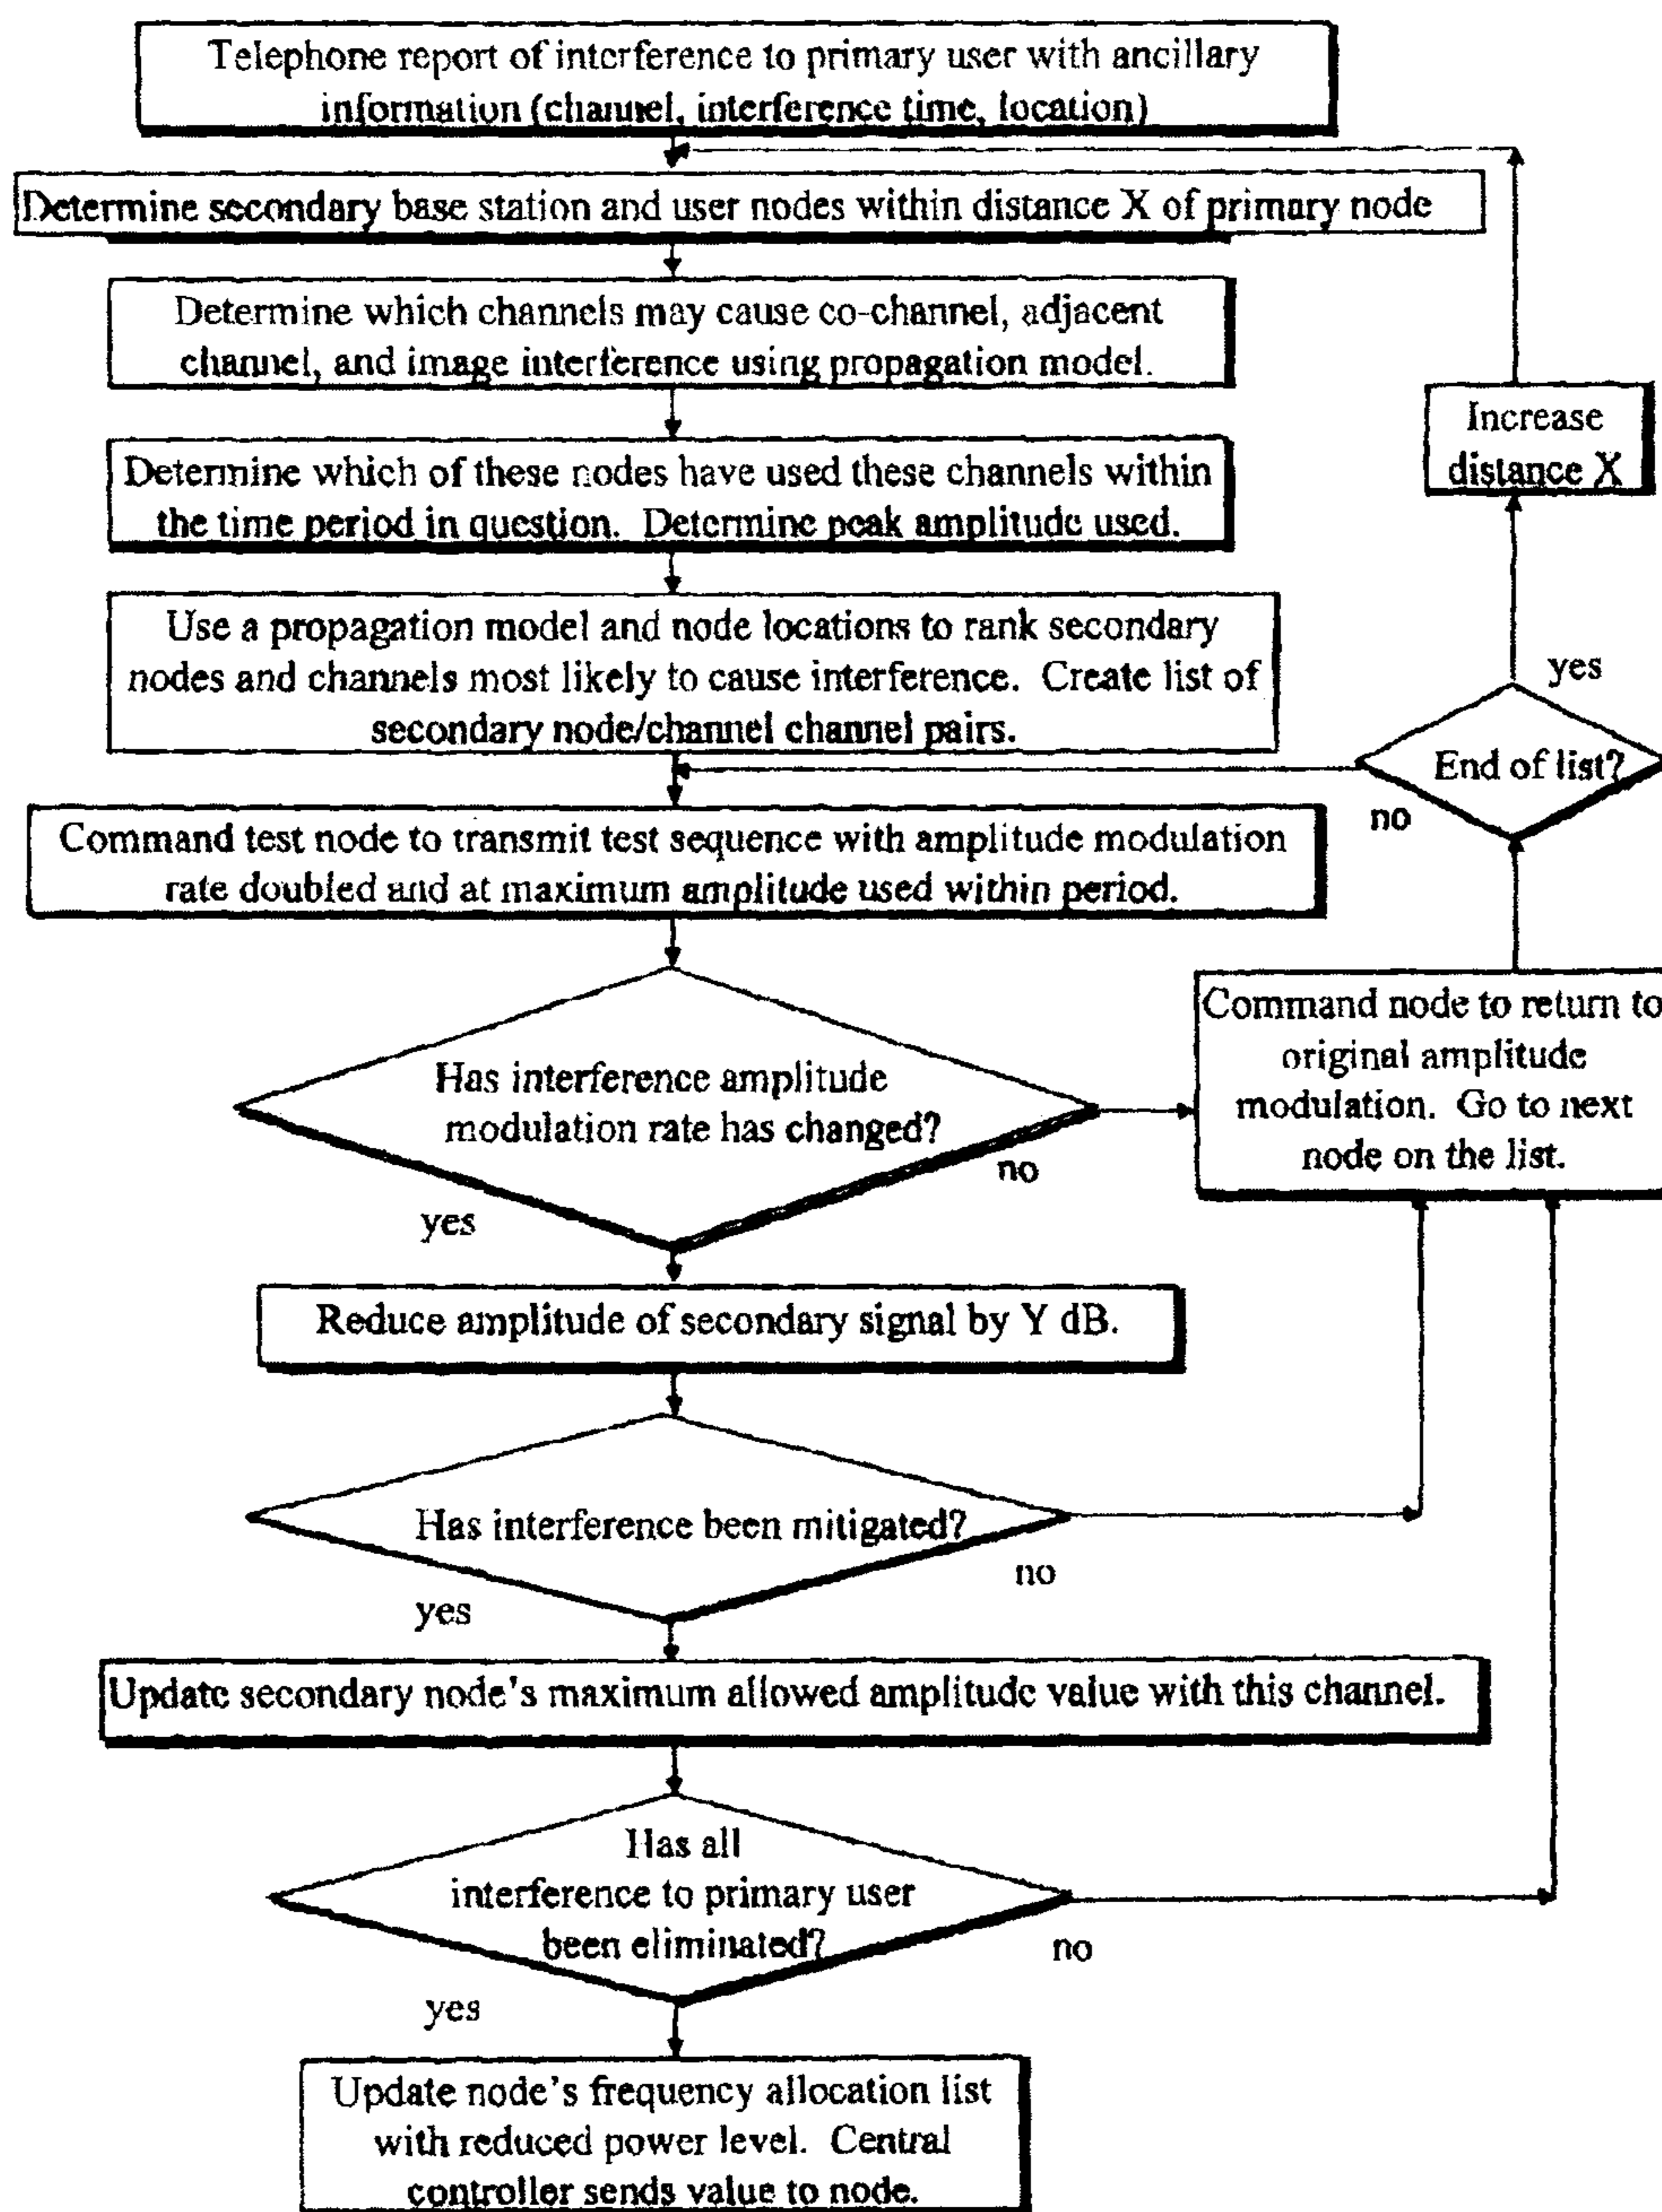 Telephone report of interference to primary user with ancillary
information (channel, interference time, location)
Determine secondary base station and user nodes within distance X of primary node
Determine which channels may cause co-channel, adjacent
channel, and image interference using propagation model.
Increase
distance X
Determine which of these nodes have used these channels within
the time period in question. Determine peak amplitude used.
Use a propagation model and node locations to rank secondary
nodes and channels most likely to cause interference. Create list of
secondary node/channel channel pairs.
yes
End of list?
no
Command test node to transmit test sequence with amplitude modulation
rate doubled and at maximum amplitude used within period.
Has interference amplitude
modulation rate has changed?
no
yes
Command node to return to
original amplitude
modulation. Go to next
node on the list.
Reduce amplitude of secondary signal by Y dB.
Has interference been mitigated?
no
yes
Update secondary node's maximum allowed amplitude value with this channel.
Has all
interference to primary user
been eliminated?
no
yes
Update node's frequency allocation list
with reduced power level. Central
controller sends value to node.